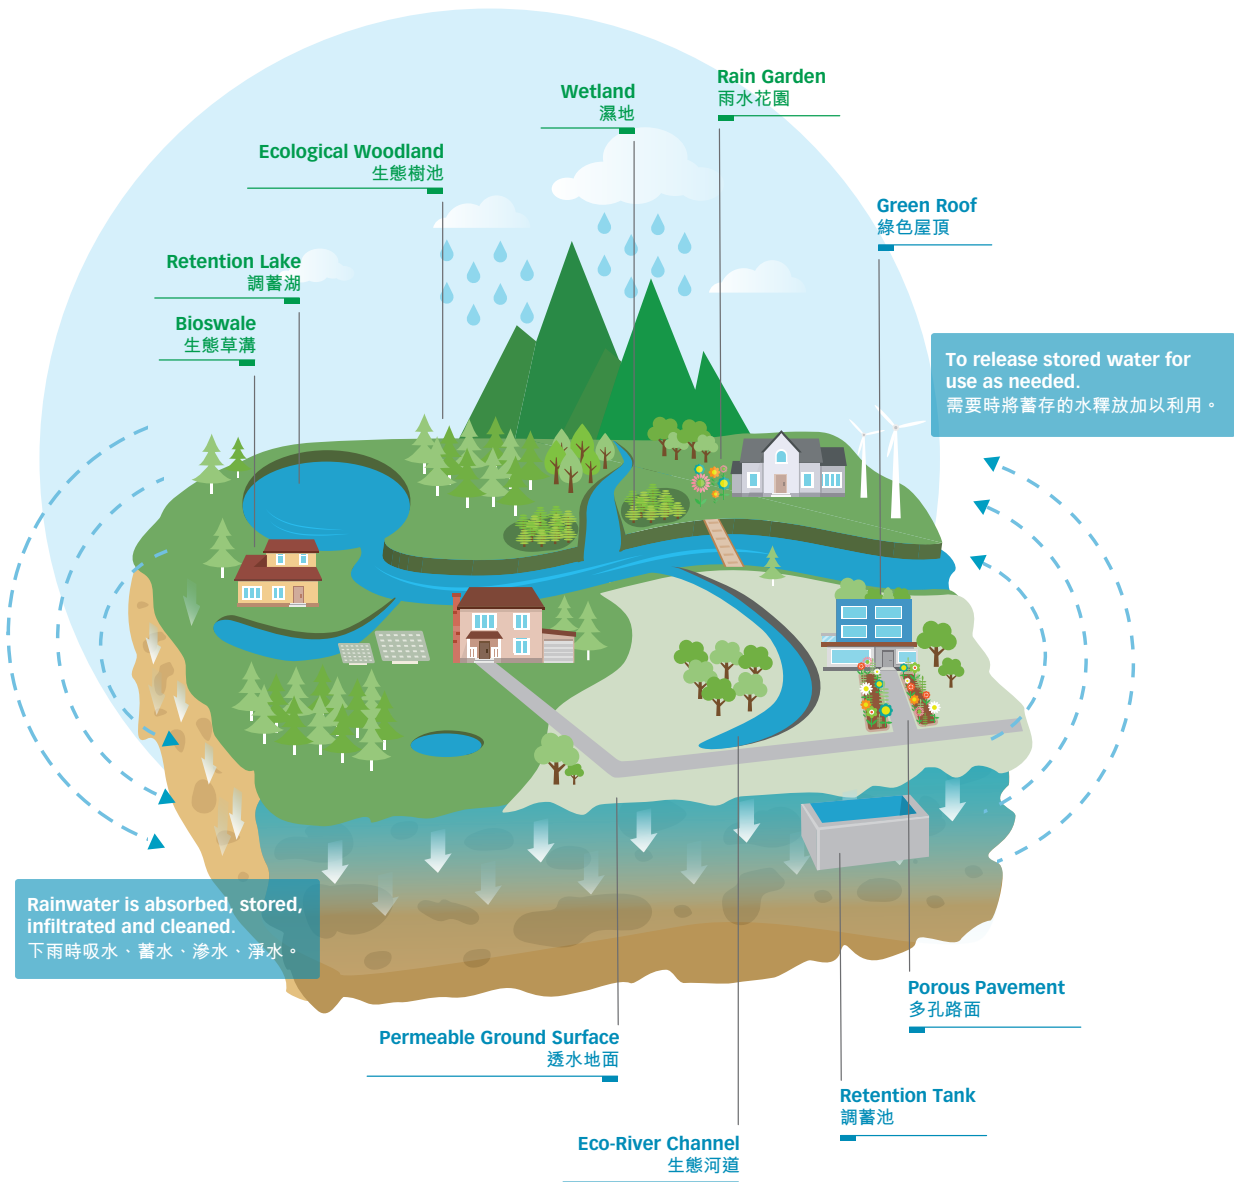 Rain Garden
雨水花園
Wetland
濕地
Ecological Woodland
生態樹池
Green Roof
綠色屋頂
Retention Lake
調蓄湖
Bioswale
生態草溝
To release stored water for
use as needed.
需要時將蓄存的水釋放加以利用。
Rainwater is absorbed, stored,
infiltrated and cleaned.
下雨時吸水、蓄水、滲水、淨水。
Porous Pavement
多孔路面
Permeable Ground Surface
透水地面
Retention Tank
調蓄池
Eco-River Channel
生態河道